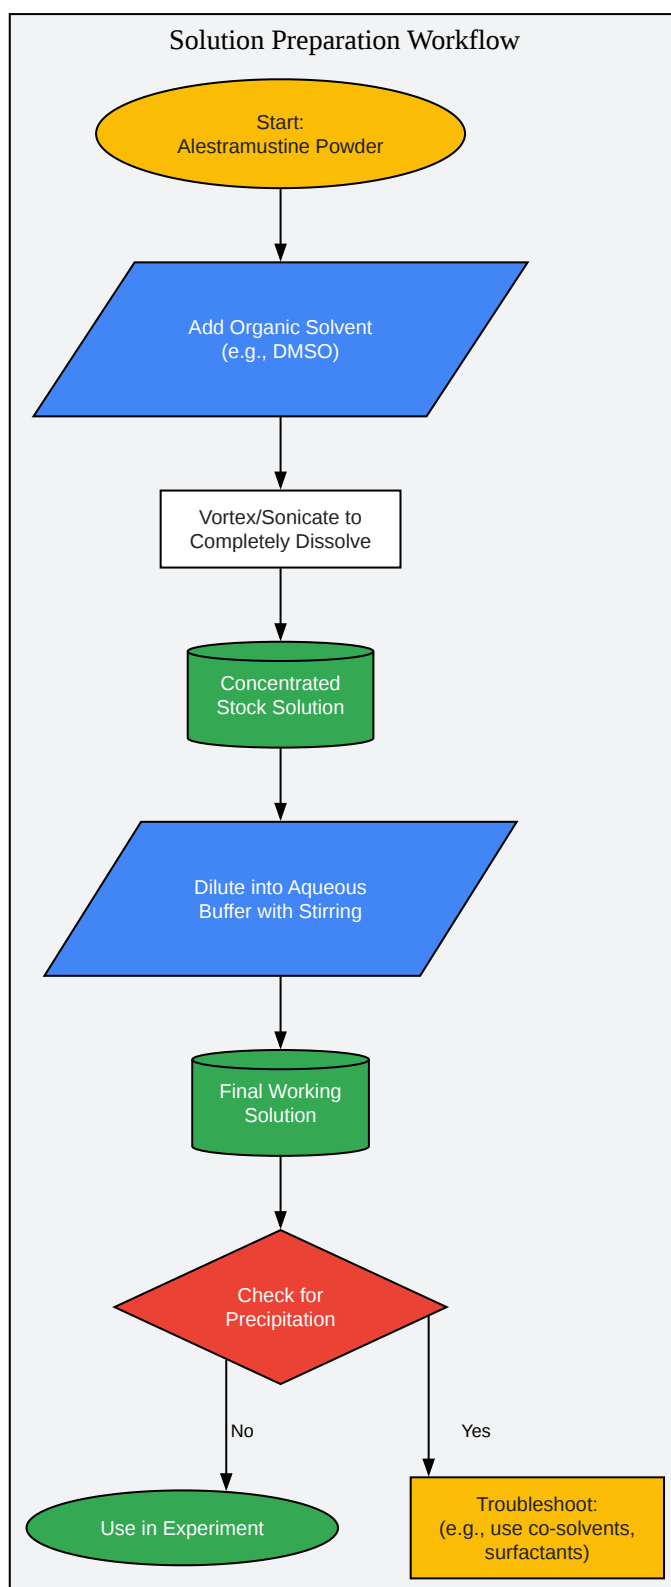 Solution Preparation Workflow
Start:
Alestramustine Powder
Add Organic Solvent
(e.g., DMSO)
Vortex/Sonicate to
Completely Dissolve
Concentrated
Stock Solution
Dilute into Aqueous
Buffer with Stirring
Final Working
Solution
Check for
Precipitation
No
Yes
Use in Experiment
Troubleshoot:
(e.g., use co-solvents,
surfactants)